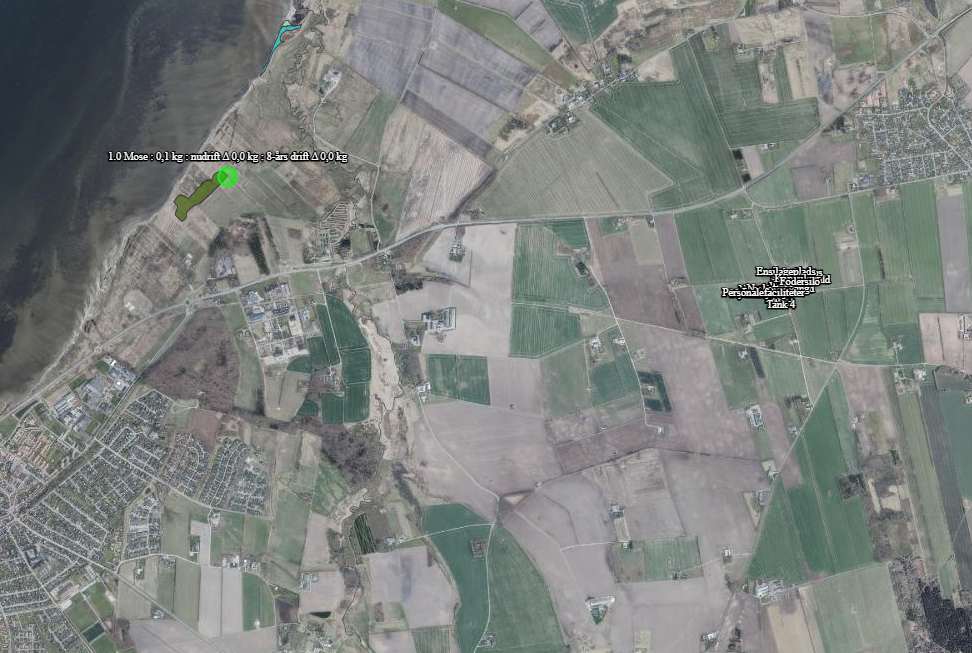 1.0 Mose : 0,1 kg : nudrift Δ 0,0 kg : 8-års drift Δ 0,0 kg
Ensilageplads
Fodersilo
Personalefaciliteter
Tank 4